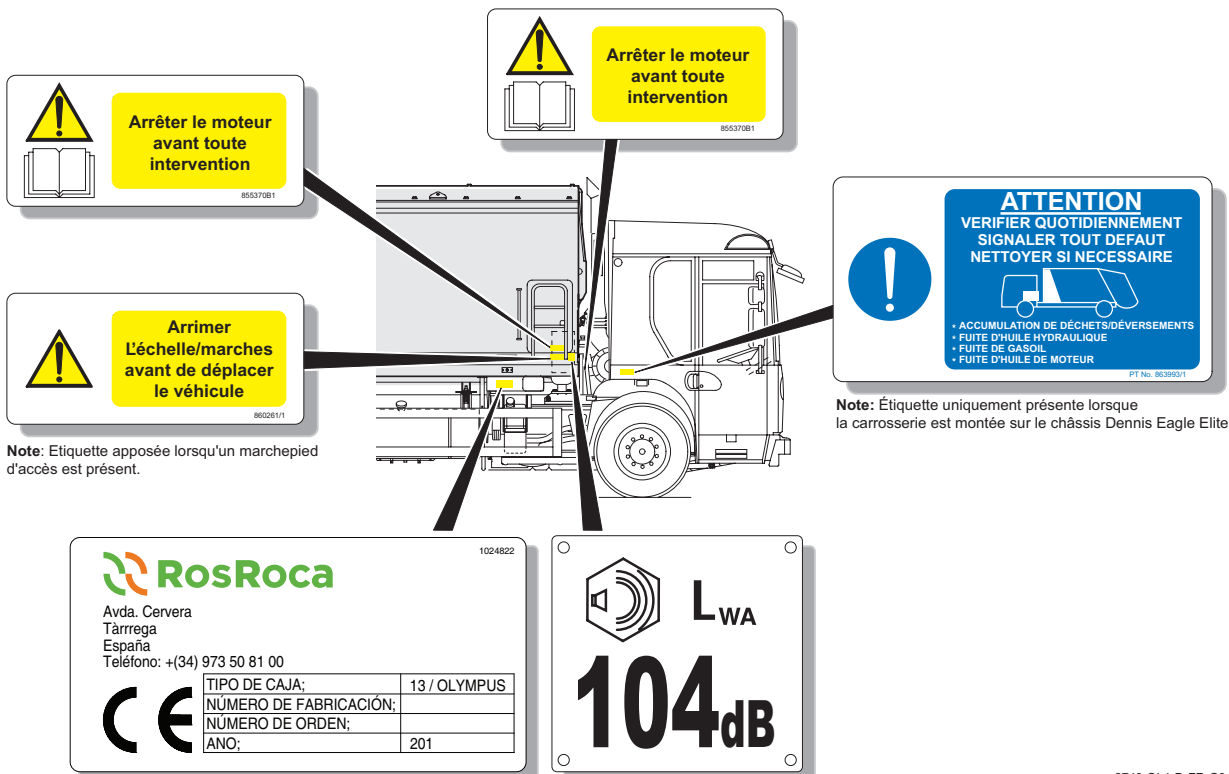 Arrêter le moteur
avant toute
intervention
855370B1
Arrêter le moteur
avant toute
intervention
855370B1
ATTENTION
VERIFIER QUOTIDIENNEMENT
SIGNALER TOUT DEFAUT
NETTOYER SI NECESSAIRE
• ACCUMULATION DE DÉCHETS/DÉVERSEMENTS
• FUITE D'HUILE HYDRAULIQUE
• FUITE DE GASOIL
• FUITE D'HUILE DE MOTEUR
PT No. 863993/1
Note: Étiquette uniquement présente lorsque
la carrosserie est montée sur le châssis Dennis Eagle Elite
Arrimer
L'échelle/marches
avant de déplacer
le véhicule
860261/1
Note: Etiquette apposée lorsqu'un marchepied
d'accès est présent.
1024822
RosRoca
Avda. Cervera
Tàrrrega
España
Teléfono: +(34) 973 50 81 00
CE
TIPO DE CAJA; 13 / OLYMPUS
NÚMERO DE FABRICACIÓN;
NÚMERO DE ORDEN;
ANO; 201
LWA
104dB